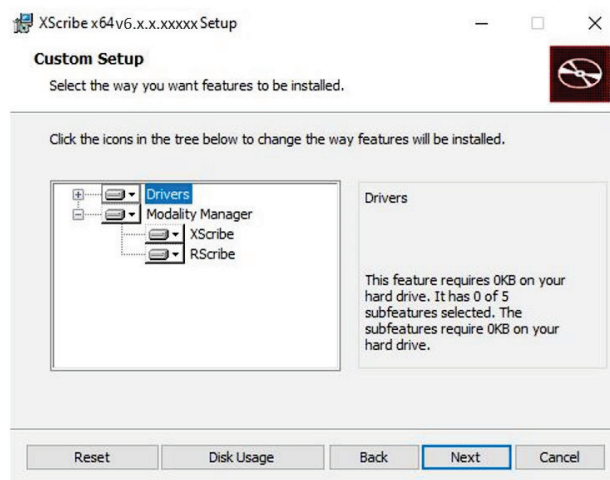 XScribe x64 v6.x.x.xxxxx Setup
Custom Setup
Select the way you want features to be installed.
Click the icons in the tree below to change the way features will be installed.
Drivers
Modality Manager
XScribe
RScribe
Drivers
This feature requires 0KB on your
hard drive. It has 0 of 5
subfeatures selected. The
subfeatures require 0KB on your
hard drive.
Reset
Disk Usage
Back
Next
Cancel